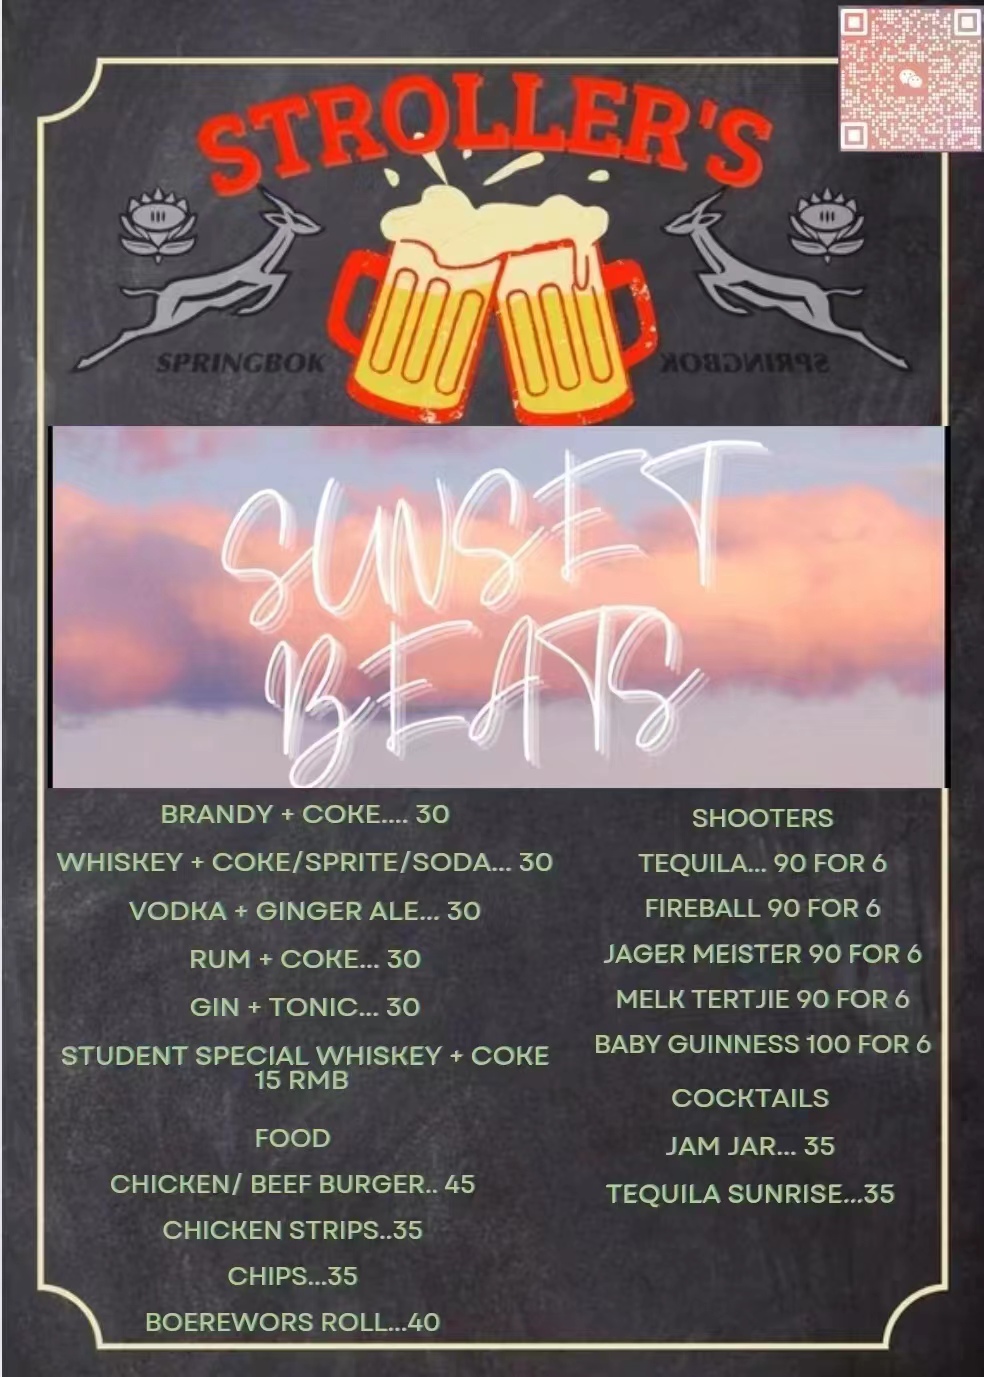 STROLLER'S
SPRINGBOK
SPRINGBOK
SUNSET
BEATS
BRANDY + COKE.... 30
WHISKEY + COKE/SPRITE/SODA... 30
VODKA + GINGER ALE... 30
RUM + COKE... 30
GIN + TONIC... 30
STUDENT SPECIAL WHISKEY + COKE
15 RMB
FOOD
CHICKEN/ BEEF BURGER.. 45
CHICKEN STRIPS..35
CHIPS...35
BOEREWORS ROLL...40
SHOOTERS
TEQUILA... 90 FOR 6
FIREBALL 90 FOR 6
JAGER MEISTER 90 FOR 6
MELK TERTJIE 90 FOR 6
BABY GUINNESS 100 FOR 6
COCKTAILS
JAM JAR... 35
TEQUILA SUNRISE...35